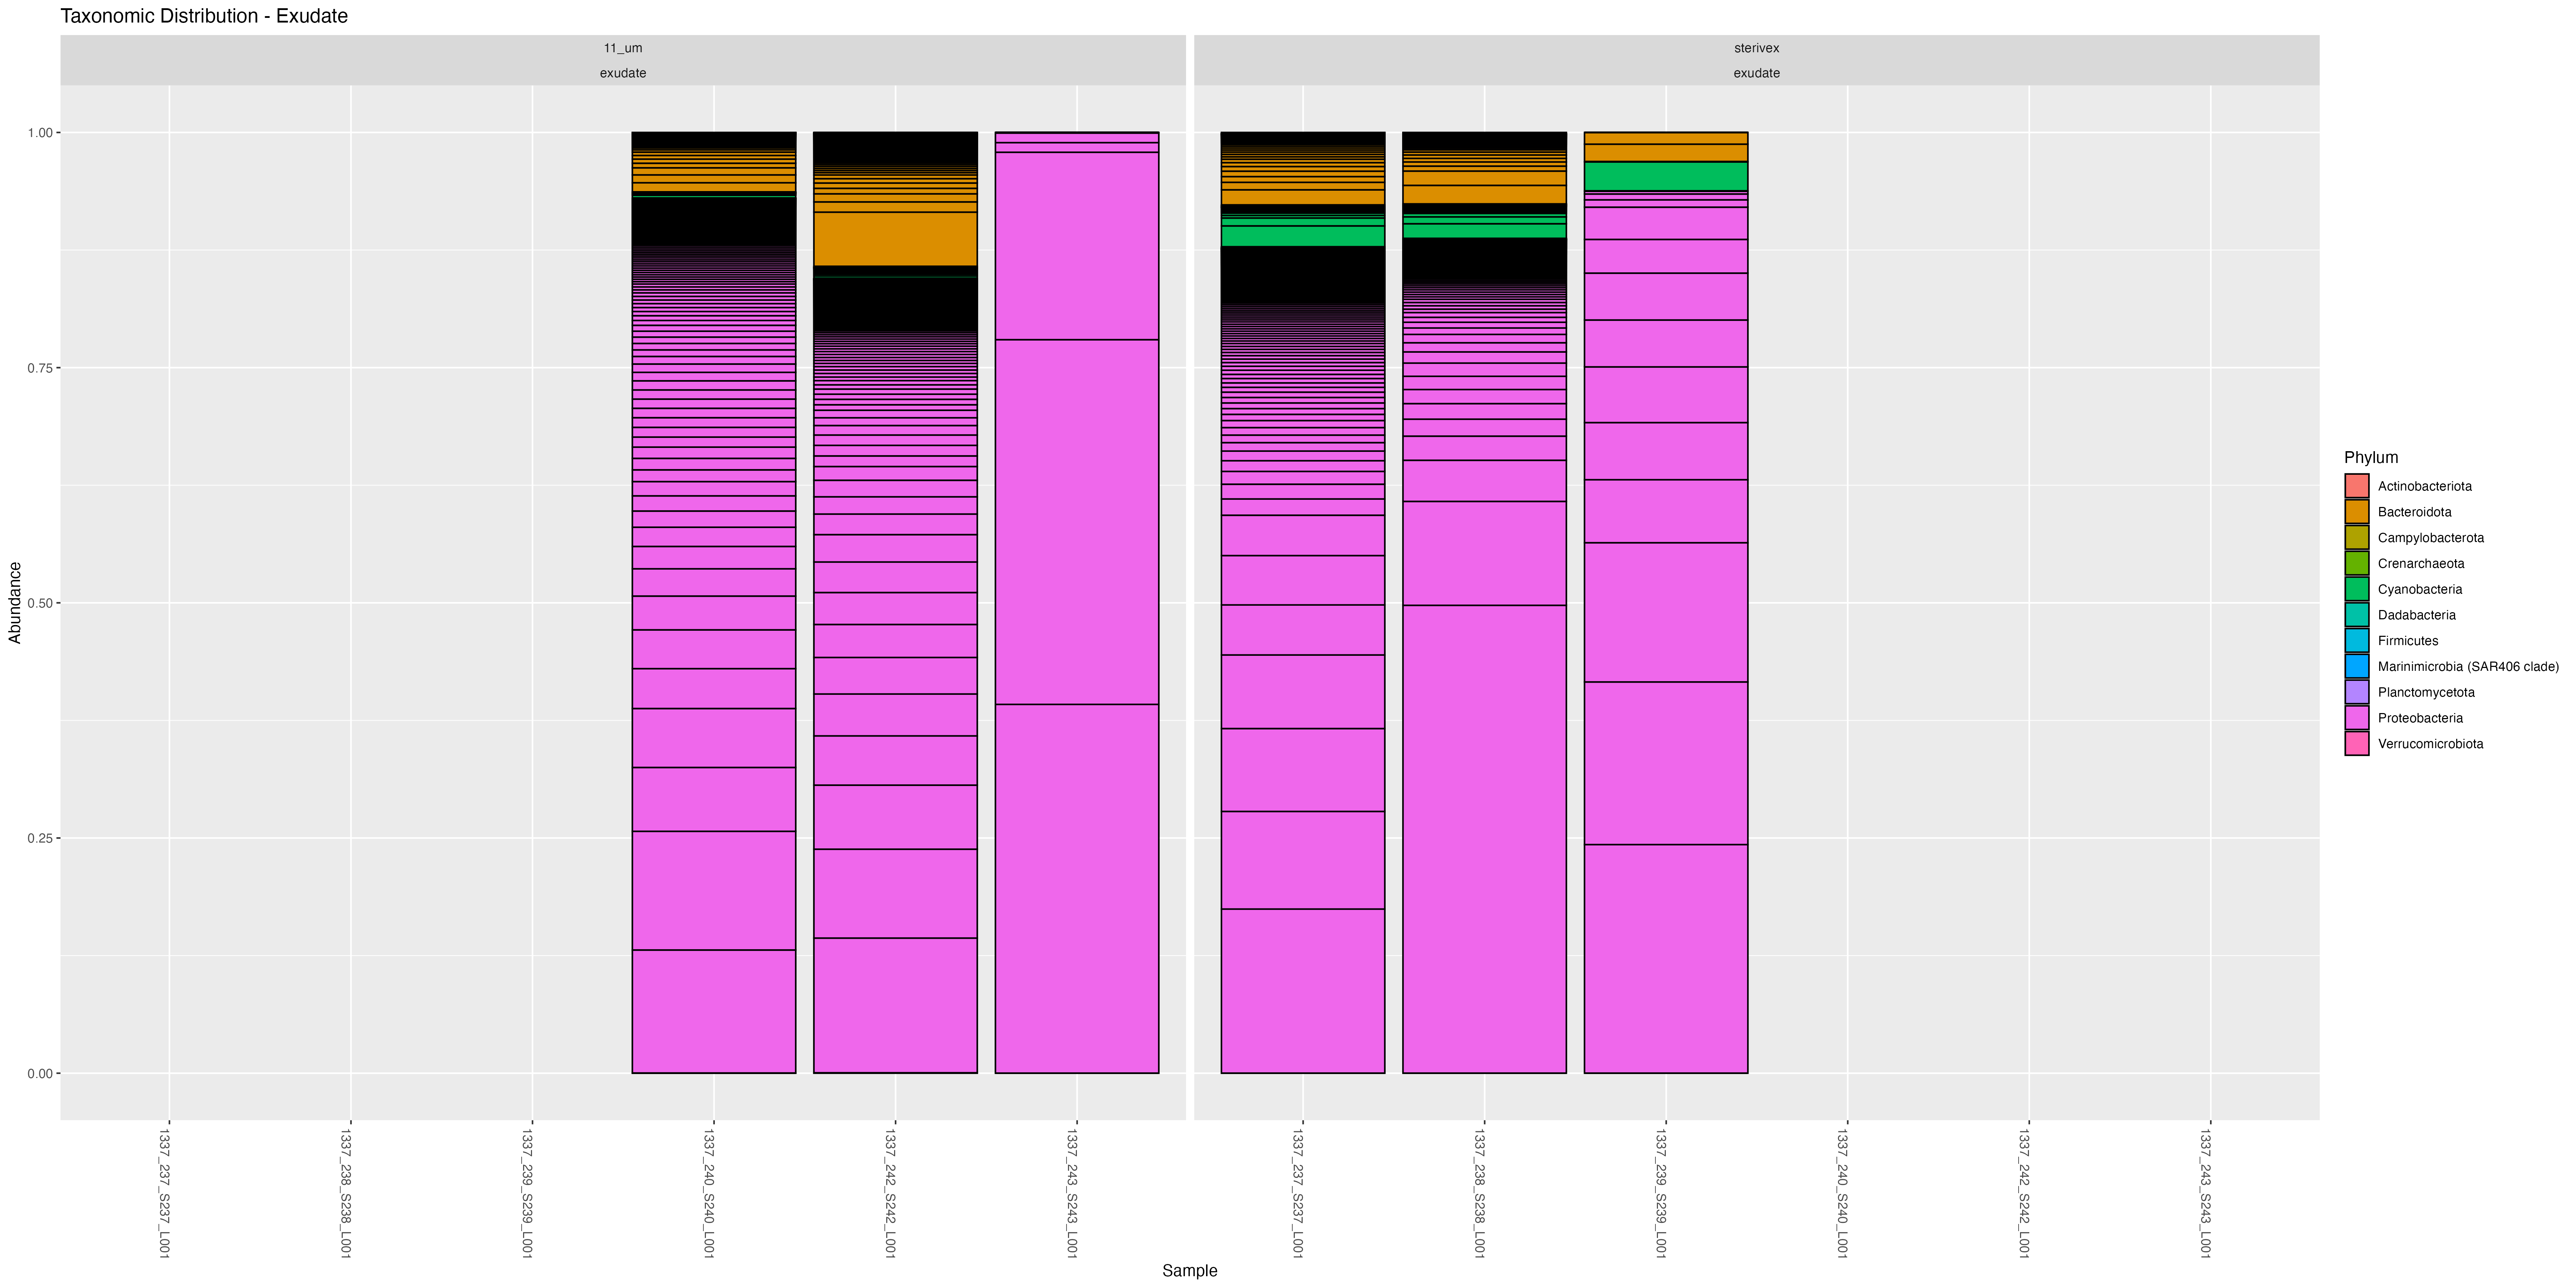 Taxonomic Distribution - Exudate
11_um
exudate
sterivex
exudate
Abundance
1.00
0.75
0.50
0.25
0.00
1337_237_S237_L001
1337_238_S238_L001
1337_239_S239_L001
1337_240_S240_L001
1337_242_S242_L001
1337_243_S243_L001
1337_237_S237_L001
1337_238_S238_L001
1337_239_S239_L001
1337_240_S240_L001
1337_242_S242_L001
1337_243_S243_L001
Sample
Phylum
Actinobacteriota
Bacteroidota
Campylobacterota
Crenarchaeota
Cyanobacteria
Dadabacteria
Firmicutes
Marinimicrobia (SAR406 clade)
Planctomycetota
Proteobacteria
Verrucomicrobiota